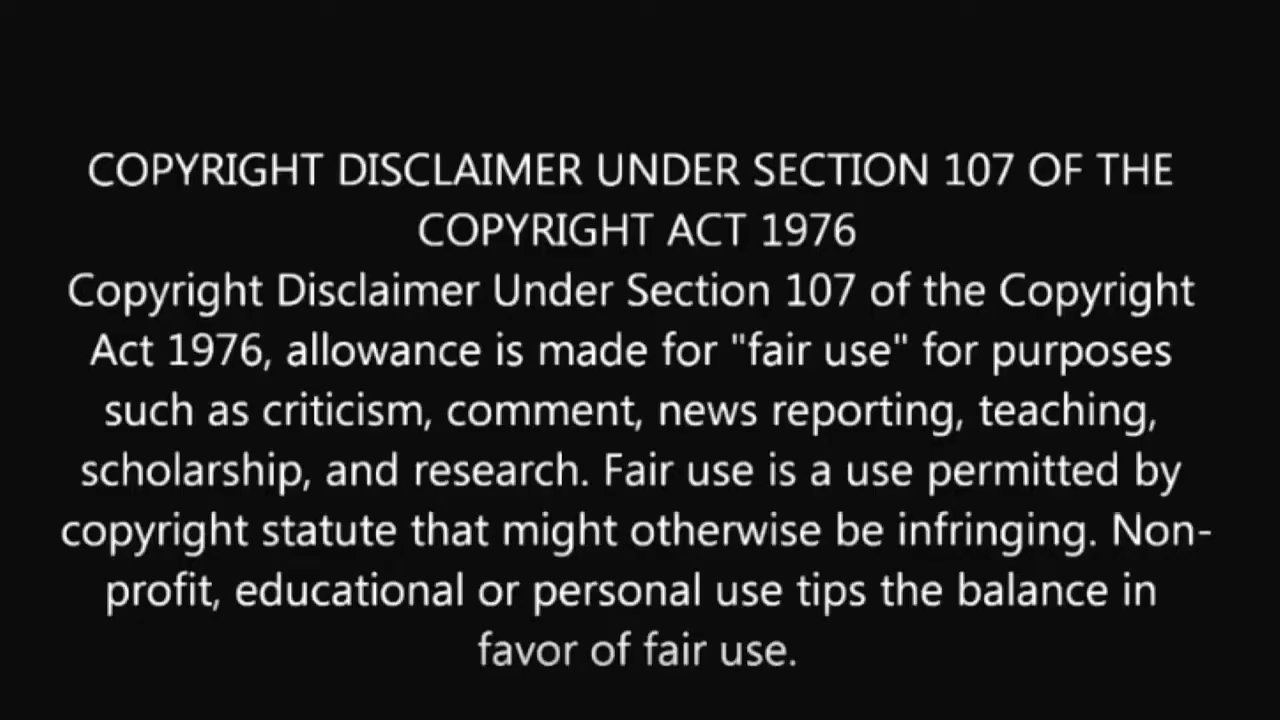 COPYRIGHT DISCLAIMER UNDER SECTION 107 OF THE
COPYRIGHT ACT 1976
Copyright Disclaimer Under Section 107 of the Copyright
Act 1976, allowance is made for "fair use" for purposes
such as criticism, comment, news reporting, teaching,
scholarship, and research. Fair use is a use permitted by
copyright statute that might otherwise be infringing. Non-
profit, educational or personal use tips the balance in
favor of fair use.